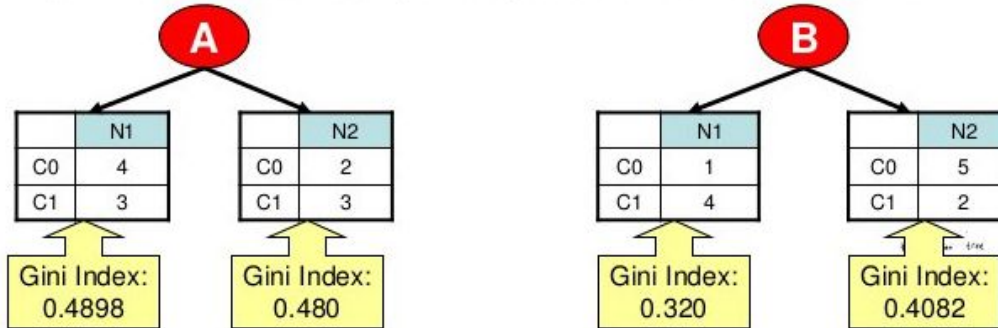 A
B
N1
C0 4
C1 3
N2
C0 2
C1 3
N1
C0 1
C1 4
N2
C0 5
C1 2
tree
Gini Index:
0.4898
Gini Index:
0.480
Gini Index:
0.320
Gini Index:
0.4082